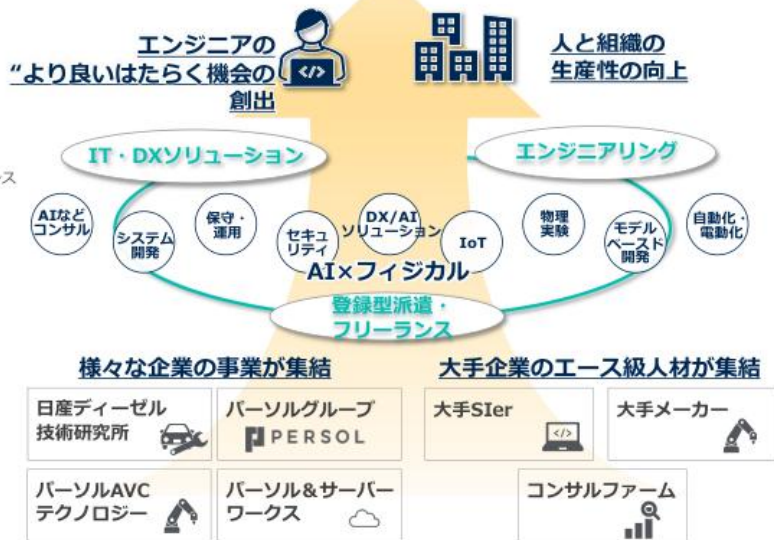 エンジニアの
“より良いはたらく機会の
創出
</>
人と組織の
生産性の向上
IT・DXソリューション
エンジニアリング
ス
AIなど
コンサル
システム
開発
保守・
運用
セキュ
リティ
DX/AI
ソリューション
IoT
物理
実験
モデル
ベースド
開発
自動化・
電動化
AI×フィジカル
登録型派遣・
フリーランス
様々な企業の事業が集結
大手企業のエース級人材が集結
日産ディーゼル
技術研究所
パーソルグループ
PERSOL
大手SIer
</>
大手メーカー
パーソルAVC
テクノロジー
パーソル&サーバー
ワークス
コンサルファーム